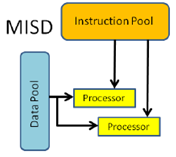 MISD
Instruction Pool
Data Pool
Processor
Processor